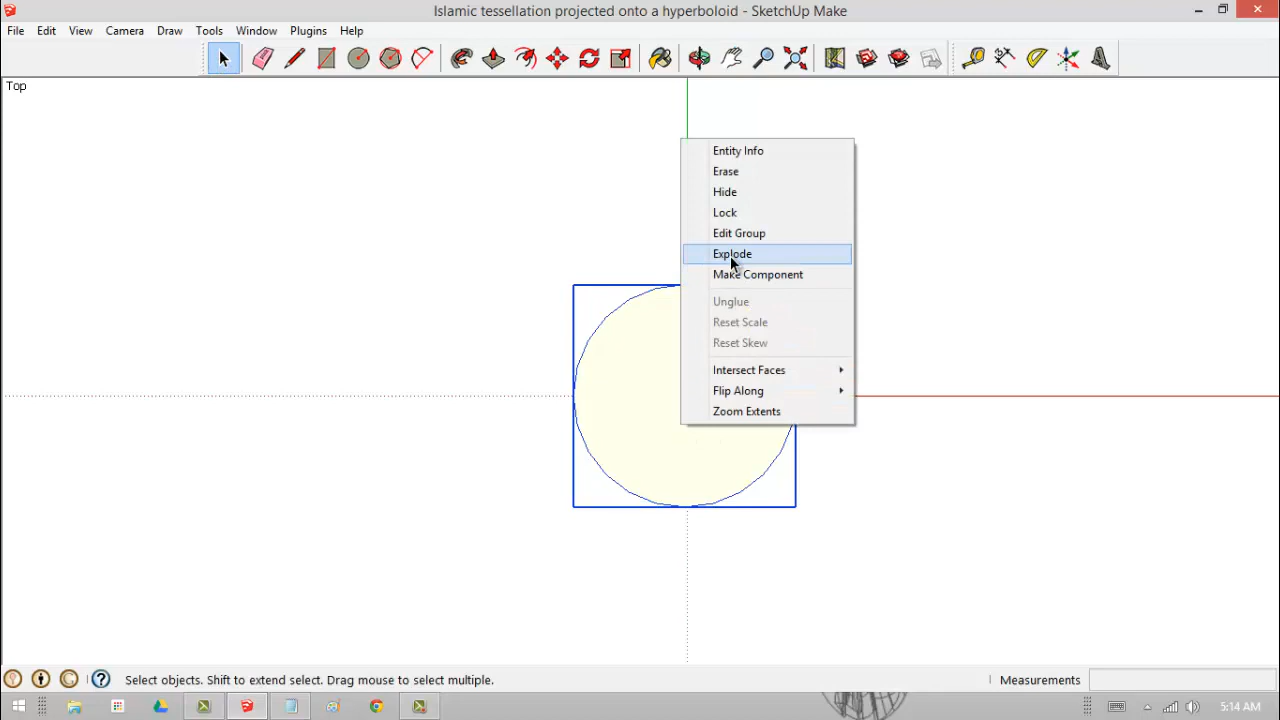 Islamic tessellation projected onto a hyperboloid - SketchUp Make
File Edit View Camera Draw Tools Window Plugins Help
Top
Entity Info
Erase
Hide
Lock
Edit Group
Explode
Make Component
Unglue
Reset Scale
Reset Skew
Intersect Faces
Flip Along
Zoom Extents
Select objects. Shift to extend select. Drag mouse to select multiple. Measurements
5:14 AM